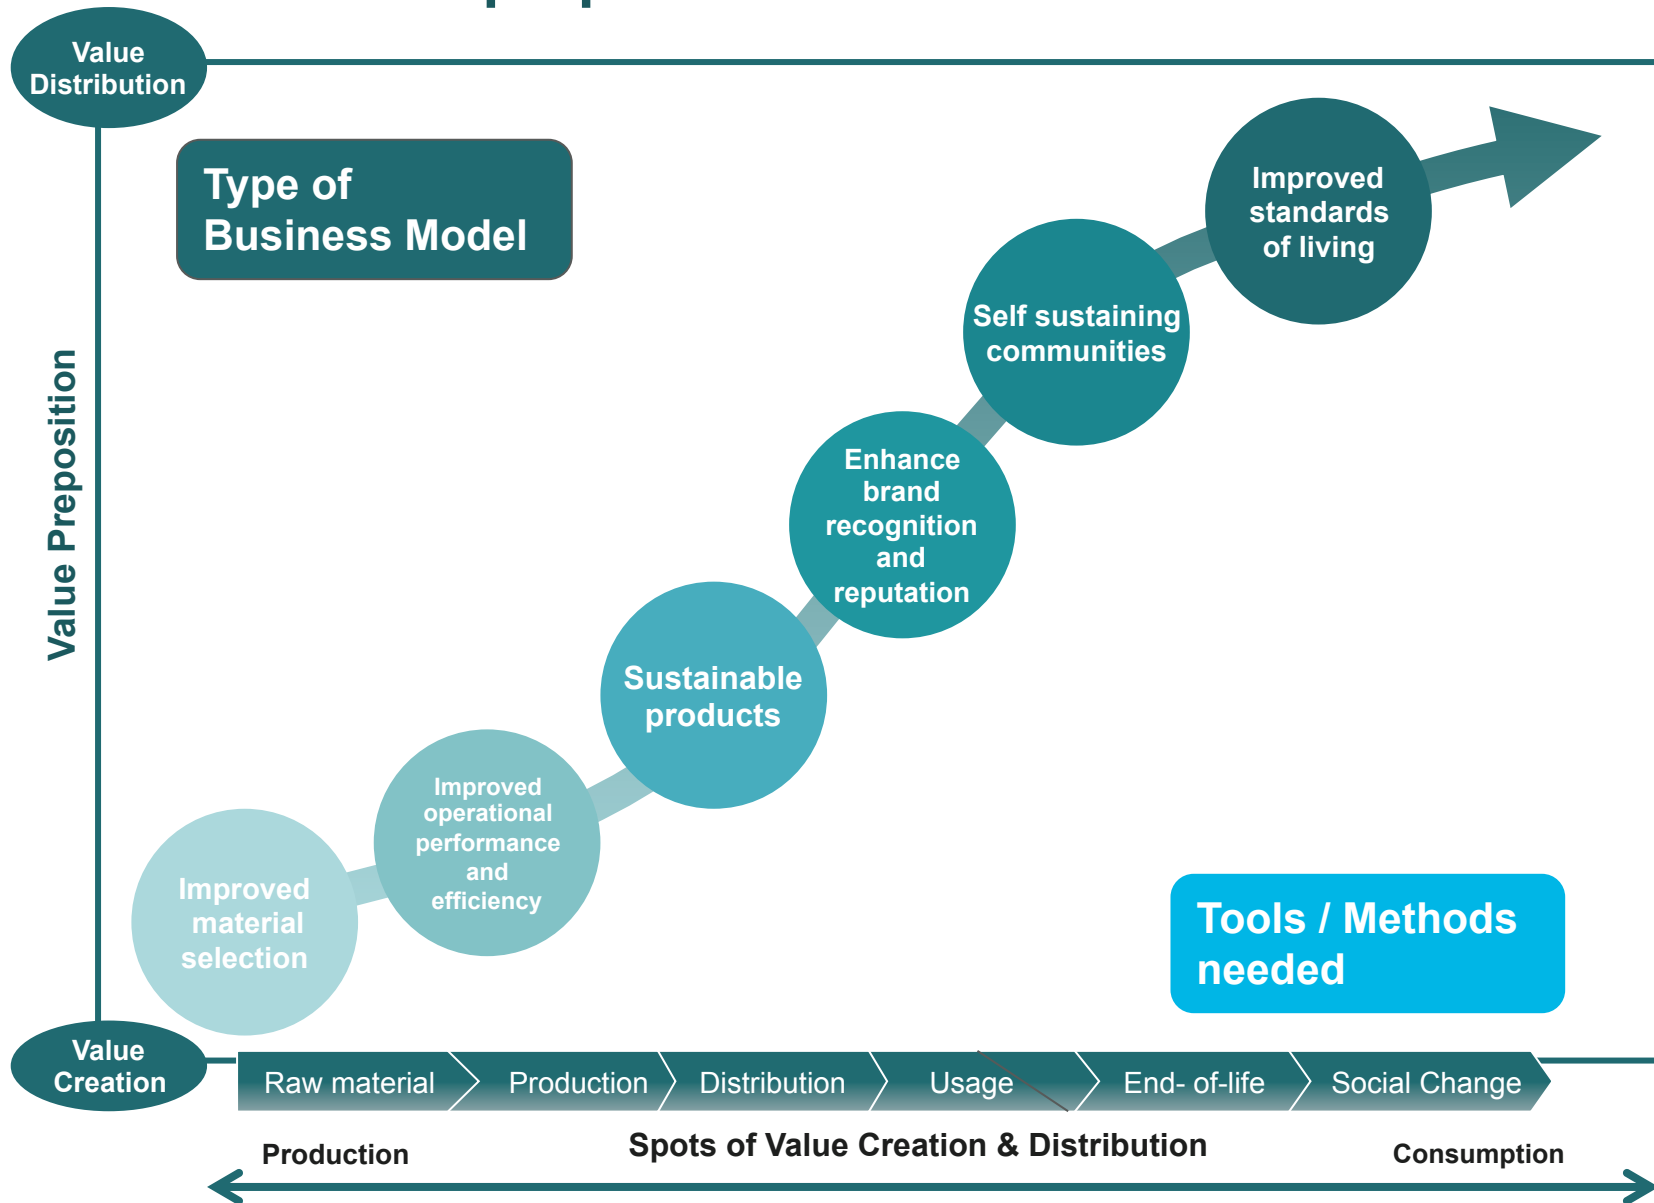 Value
Distribution
Type of
Business Model
Value Preposition
Improved
standards
of living
Self sustaining
communities
Enhance
brand
recognition
and
reputation
Sustainable
products
Improved
operational
performance
and
efficiency
Improved
material
selection
Tools / Methods
needed
Value
Creation
Raw material
Production
Distribution
Usage
End- of-life
Social Change
Production
Spots of Value Creation & Distribution
Consumption